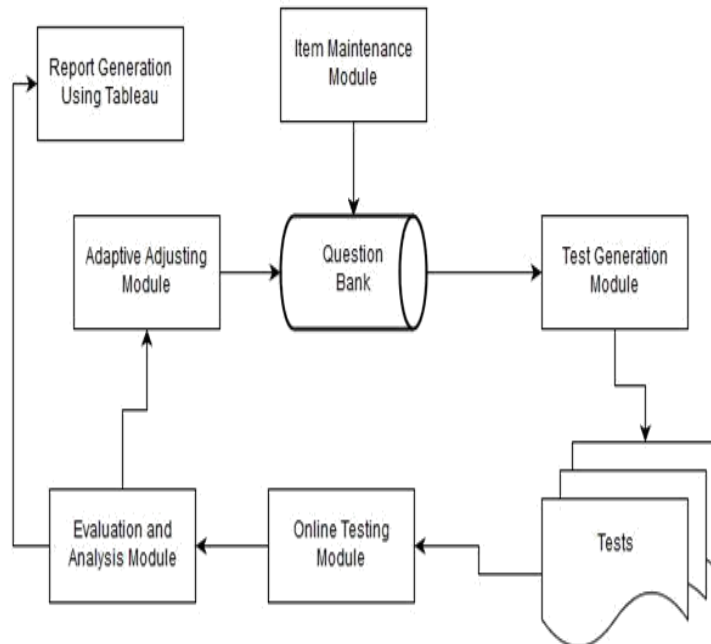 Report Generation
Using Tableau
Item Maintenance
Module
Adaptive Adjusting
Module
Question
Bank
Test Generation
Module
Evaluation and
Analysis Module
Online Testing
Module
Tests